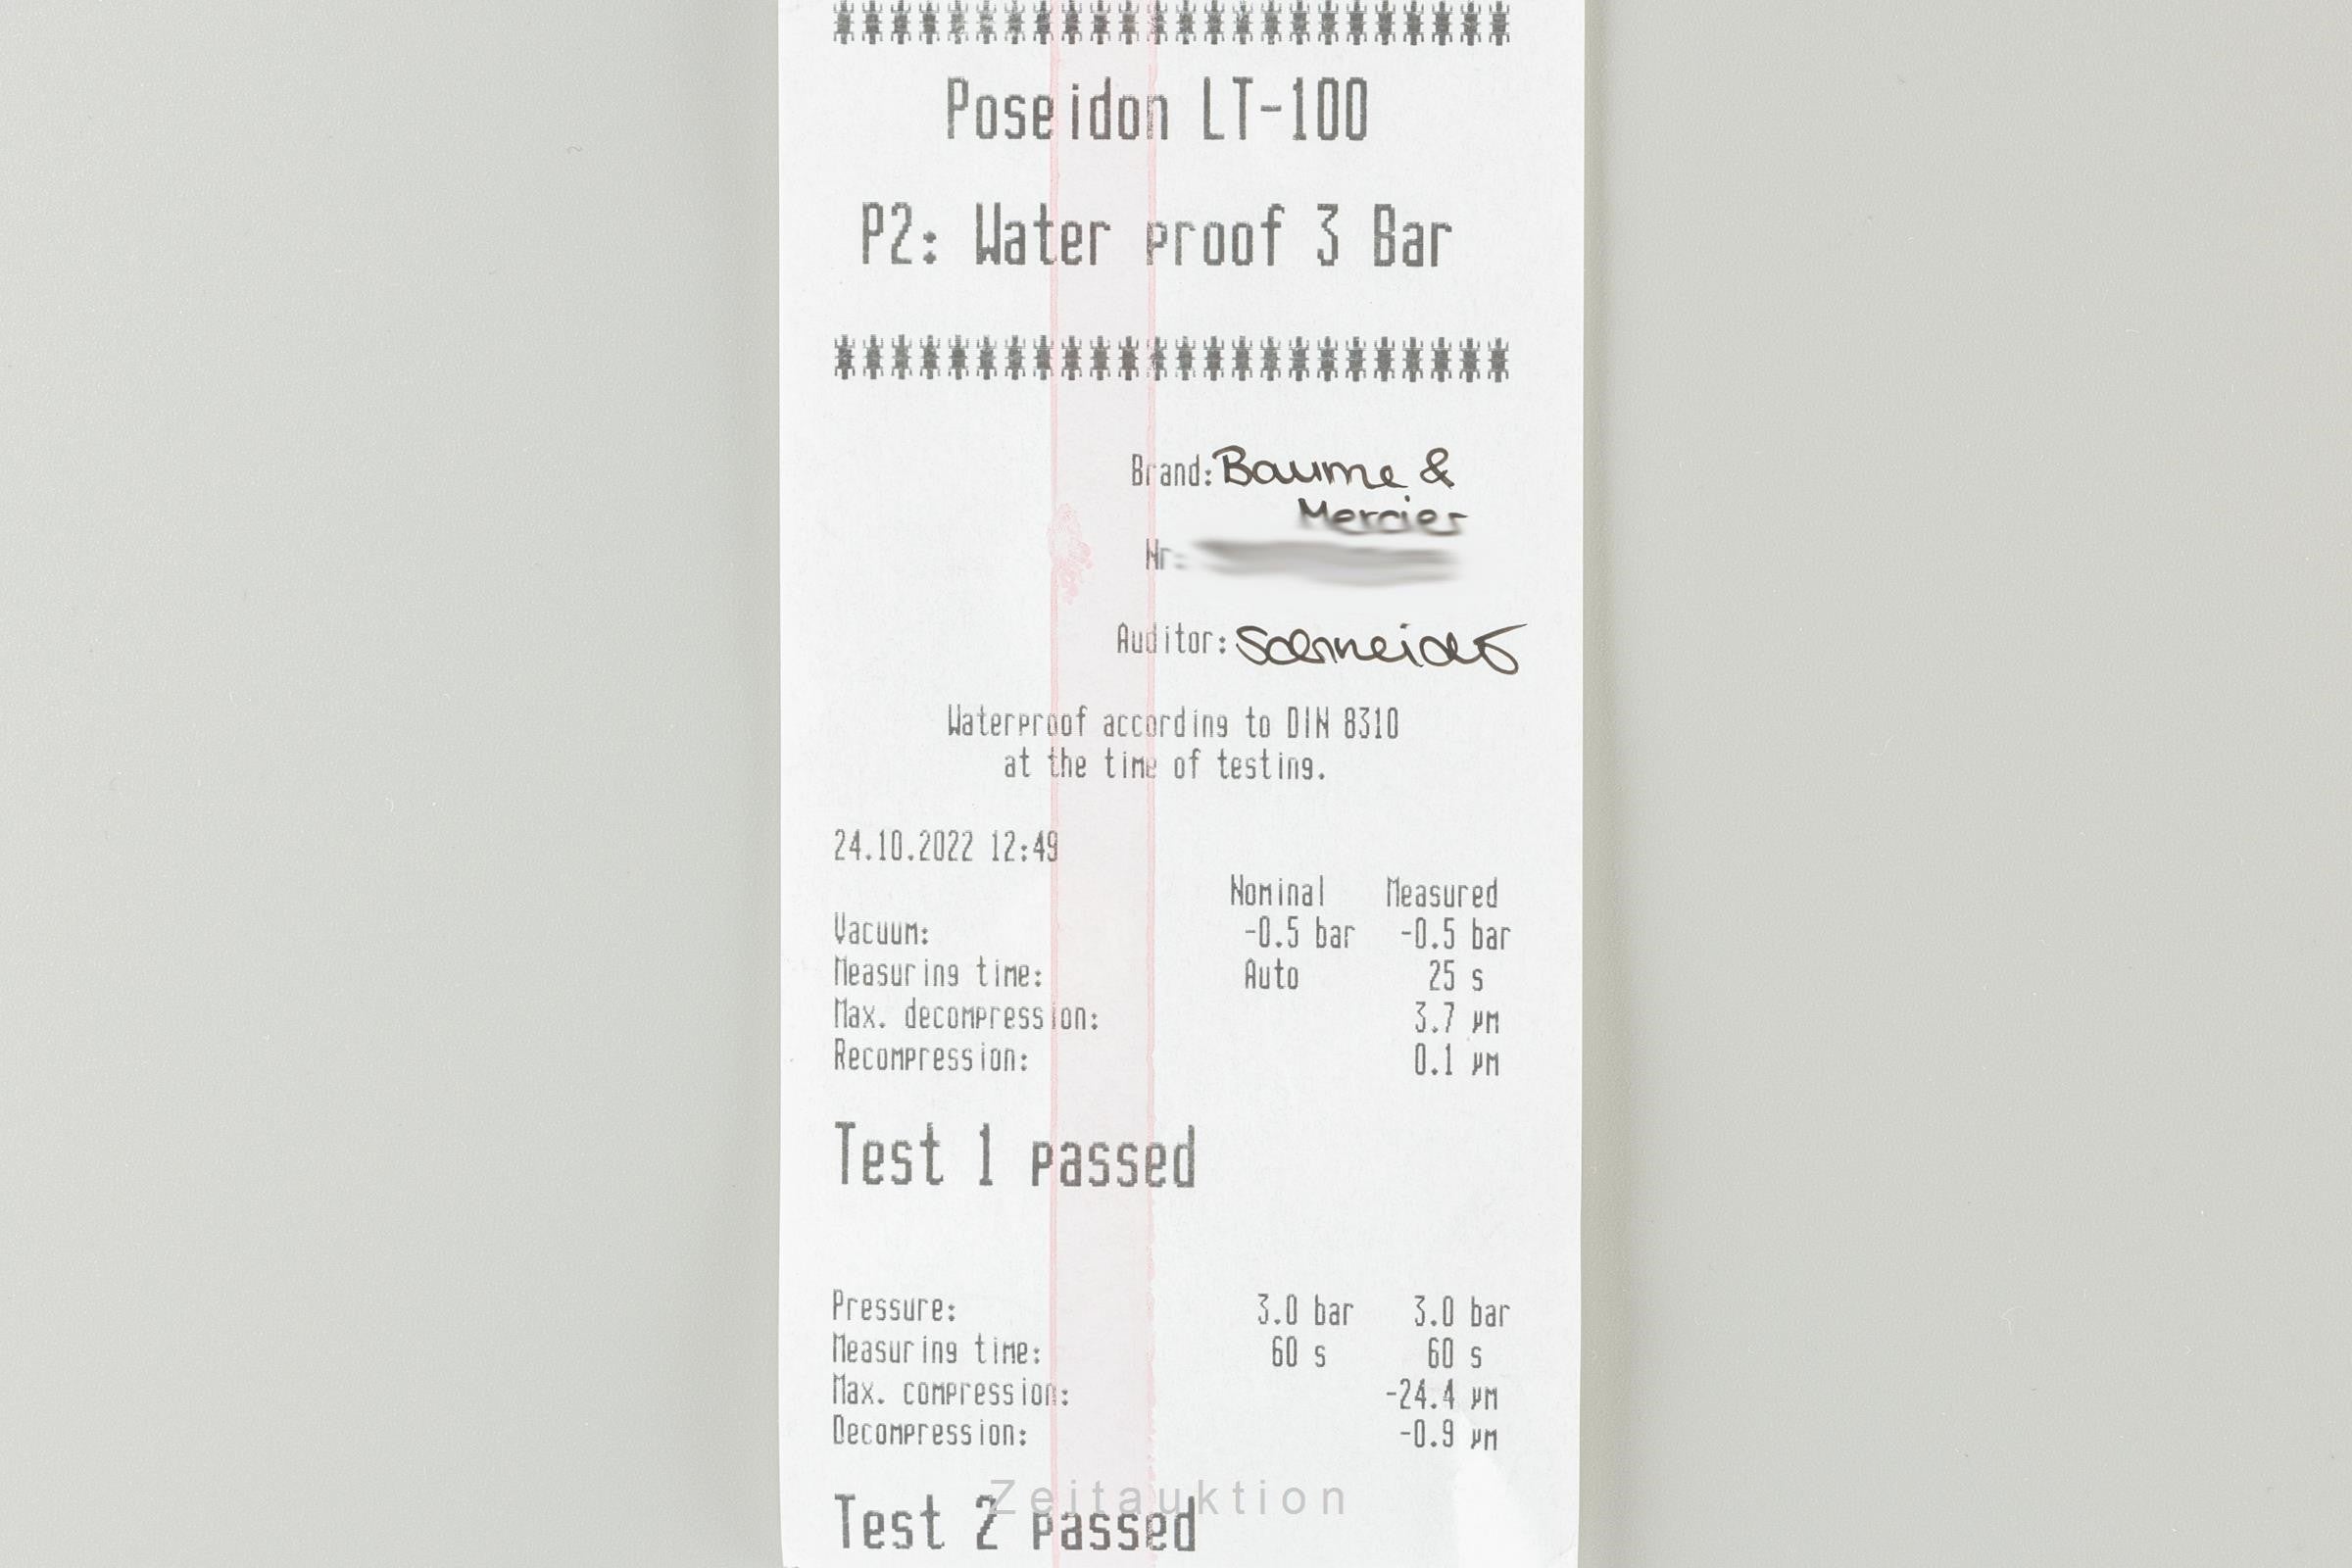 ************************
Poseidon LT-100
P2: Water proof 3 Bar
************************
Brand: Baume &
Mercier
Nr:
Auditor: Schneider
Waterproof according to DIN 8310
at the time of testing.
24.10.2022 12:49
Nominal Measured
Vacuum: -0.5 bar -0.5 bar
Measuring time: Auto 25 s
Max. decompression: 3.7 µm
Recompression: 0.1 µm
Test 1 passed
Pressure: 3.0 bar 3.0 bar
Measuring time: 60 s 60 s
Max. compression: -24.4 µm
Decompression: -0.9 µm
Zeitauktion
Test 2 passed